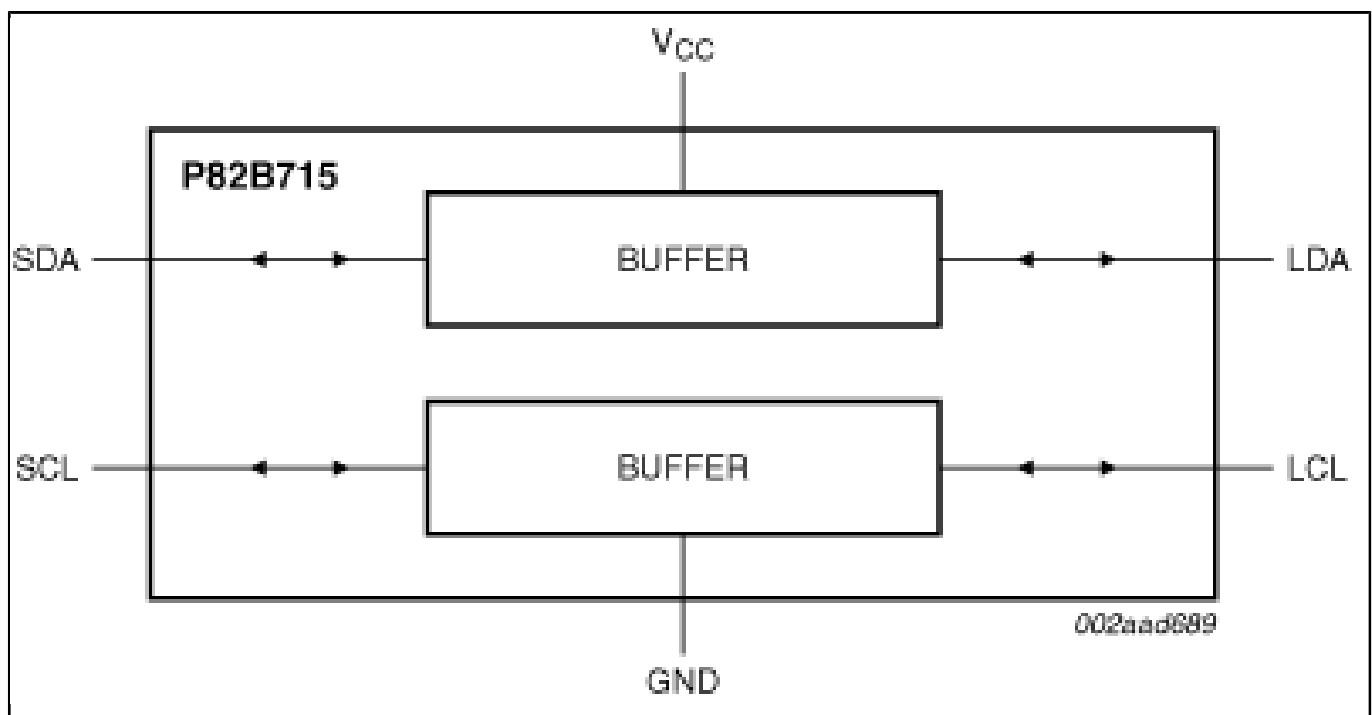 VCC
P82B715
SDA BUFFER LDA
SCL BUFFER LCL
002aad689
GND